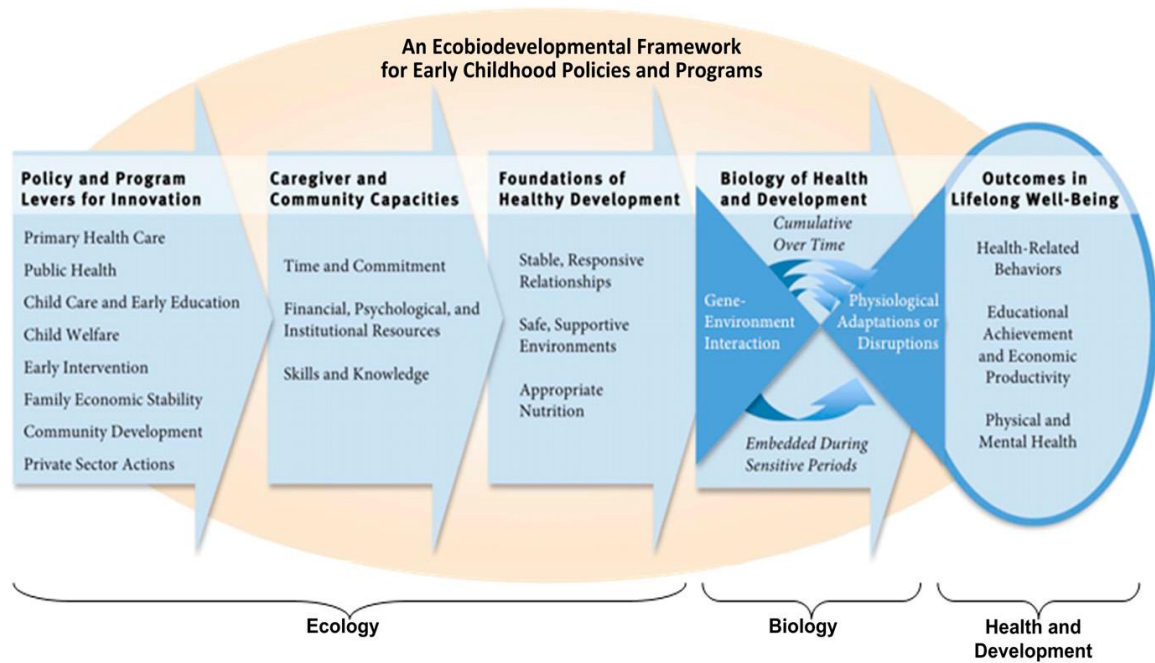 An Ecobiodevelopmental Framework
for Early Childhood Policies and Programs
Policy and Program
Levers for Innovation
Primary Health Care
Public Health
Child Care and Early Education
Child Welfare
Early Intervention
Family Economic Stability
Community Development
Private Sector Actions
Caregiver and
Community Capacities
Time and Commitment
Financial, Psychological, and
Institutional Resources
Skills and Knowledge
Foundations of
Healthy Development
Stable, Responsive
Relationships
Safe, Supportive
Environments
Appropriate
Nutrition
Biology of Health
and Development
Cumulative
Over Time
Gene-
Environment
Interaction
Physiological
Adaptations or
Disruptions
Embedded During
Sensitive Periods
Outcomes in
Lifelong Well-Being
Health-Related
Behaviors
Educational
Achievement
and Economic
Productivity
Physical and
Mental Health
Ecology
Biology
Health and
Development